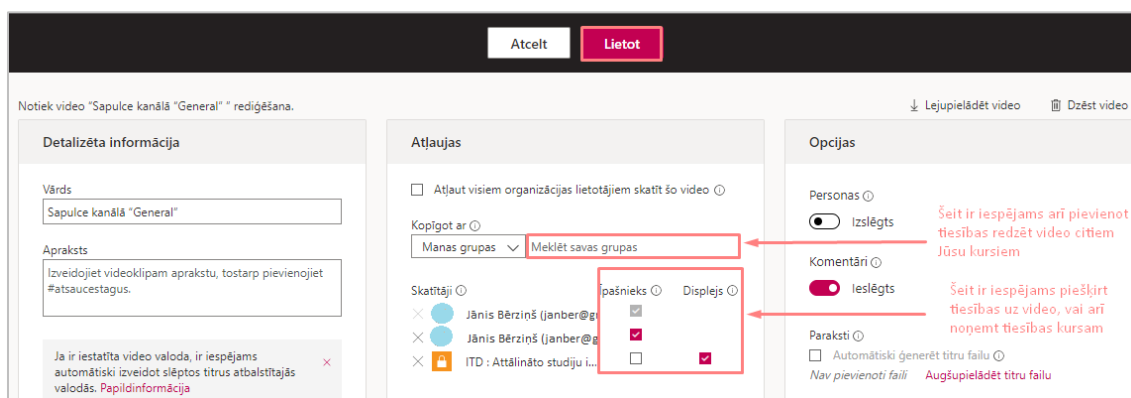 Atcelt
Lietot
Notiek video "Sapulce kanālā "General" " rediģēšana.
Lejupielādēt video
Dzēst video
Detalizēta informācija
Vārds
Sapulce kanālā "General"
Apraksts
Izveidojiet videoklipam aprakstu, tostarp pievienojiet
#atsaucestagus.
Ja ir iestatīta video valoda, ir iespējams
automātiski izveidot slēptos titrus atbalstītajās
valodās. Papildinformācija
Atļaujas
Atļaut visiem organizācijas lietotājiem skatīt šo video
Kopīgot ar
Manas grupas
Meklēt savas grupas
Skatītāji
Īpašnieks
Displejs
Jānis Bērziņš (janber@g
Jānis Bērziņš (janber@g
ITD : Attālināto studiju i...
Opcijas
Personas
Izslēgts
Komentāri
Ieslēgts
Paraksti
Automātiski ģenerēt titru failu
Nav pievienoti faili Augšupielādēt titru failu
Šeit ir iespējams arī pievienot
tiesības redzēt video citiem
Jūsu kursiem
Šeit ir iespējams piešķirt
tiesības uz video, vai arī
noņemt tiesības kursam